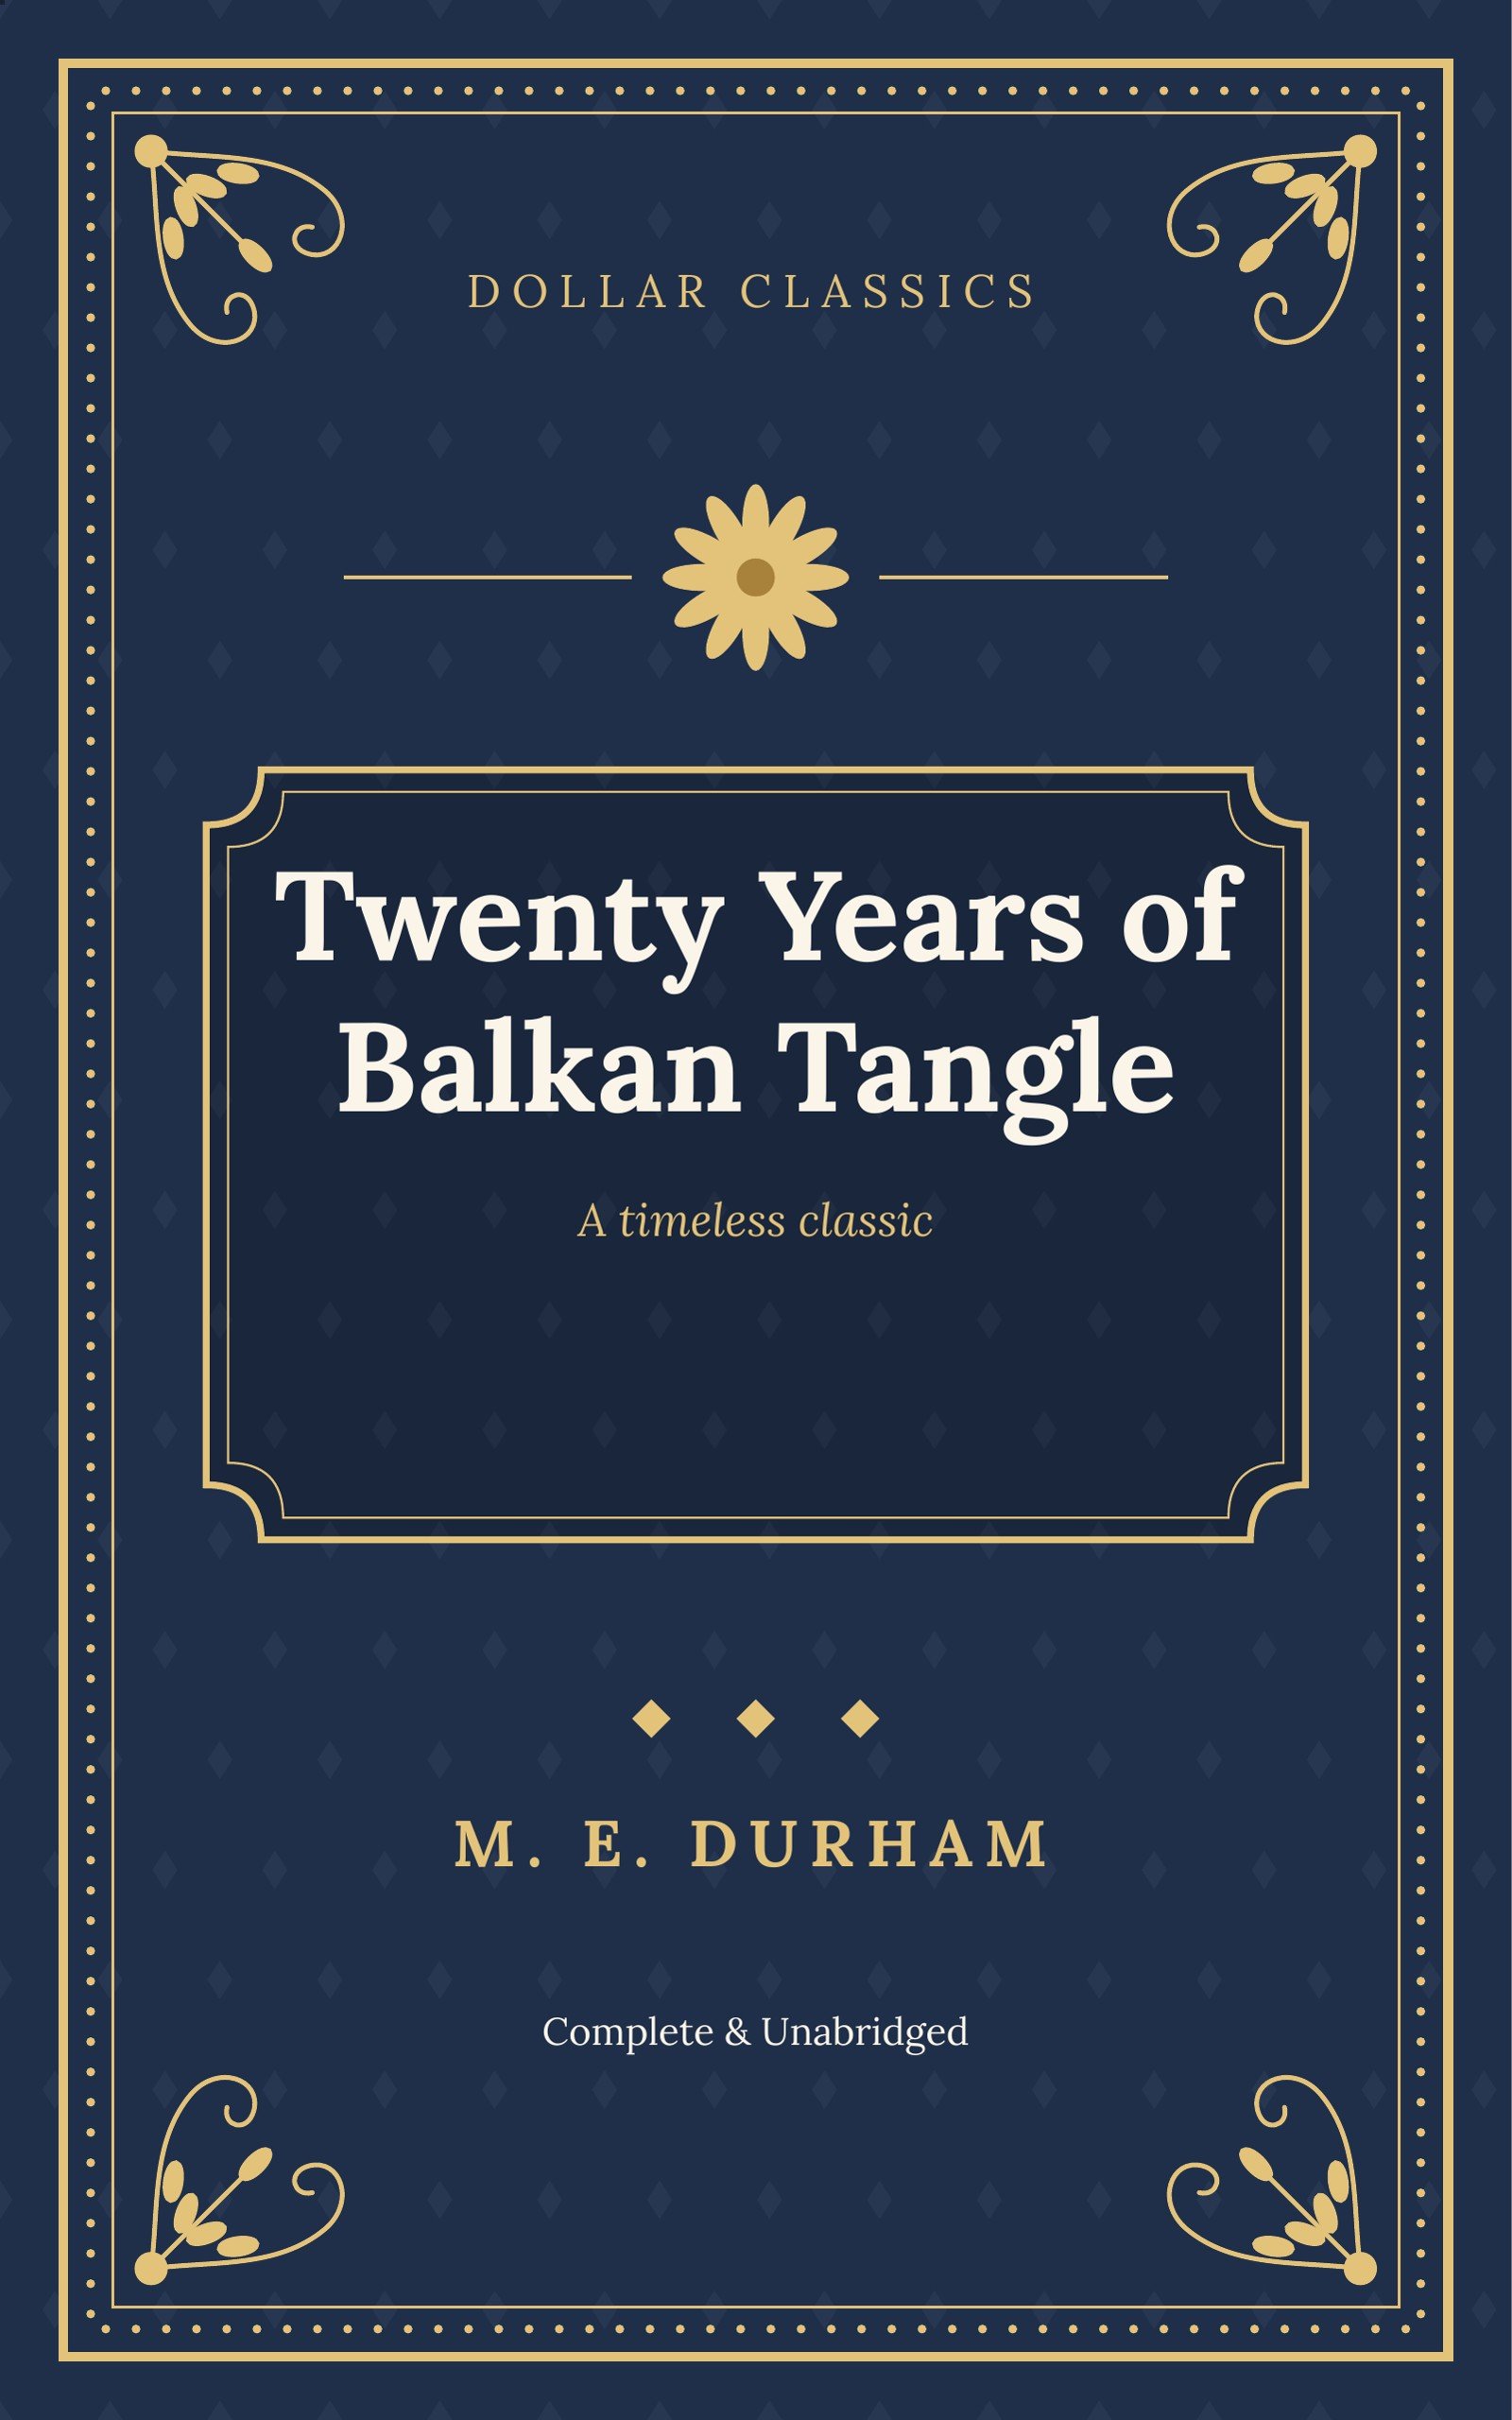 DOLLAR CLASSICS
Twenty Years of
Balkan Tangle
A timeless classic
M. E. DURHAM
Complete & Unabridged